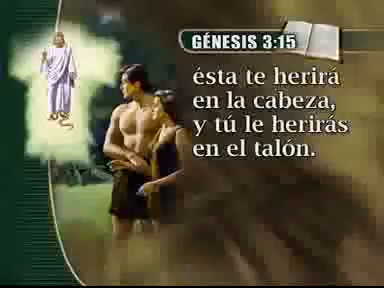 GÉNESIS 3:15
ésta te herirá
en la cabeza,
y tú le herirás
en el talón.